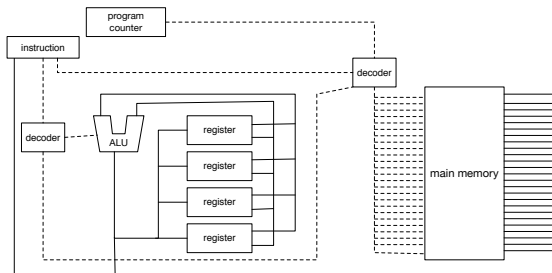 program
counter
instruction
decoder
decoder
ALU
register
register
register
register
main memory